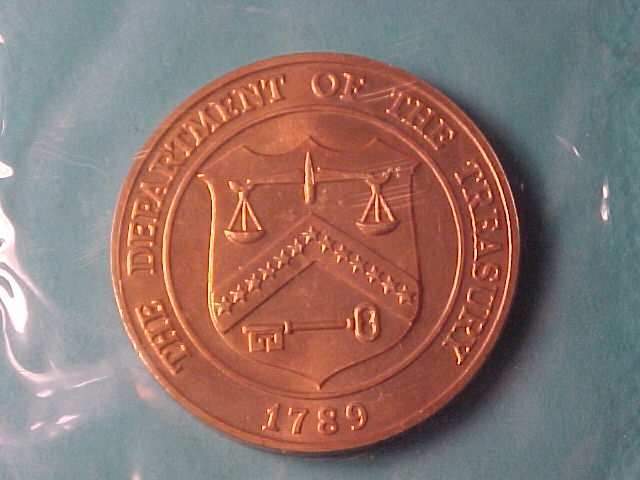 THE DEPARTMENT OF THE TREASURY
1789